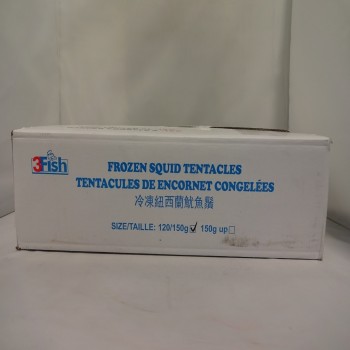 3Fish
FROZEN SQUID TENTACLES
TENTACULES DE ENCORNET CONGELÉES
冷凍紐西蘭魷魚鬚
SIZE/TAILLE: 120/150g ✓ 150g up □